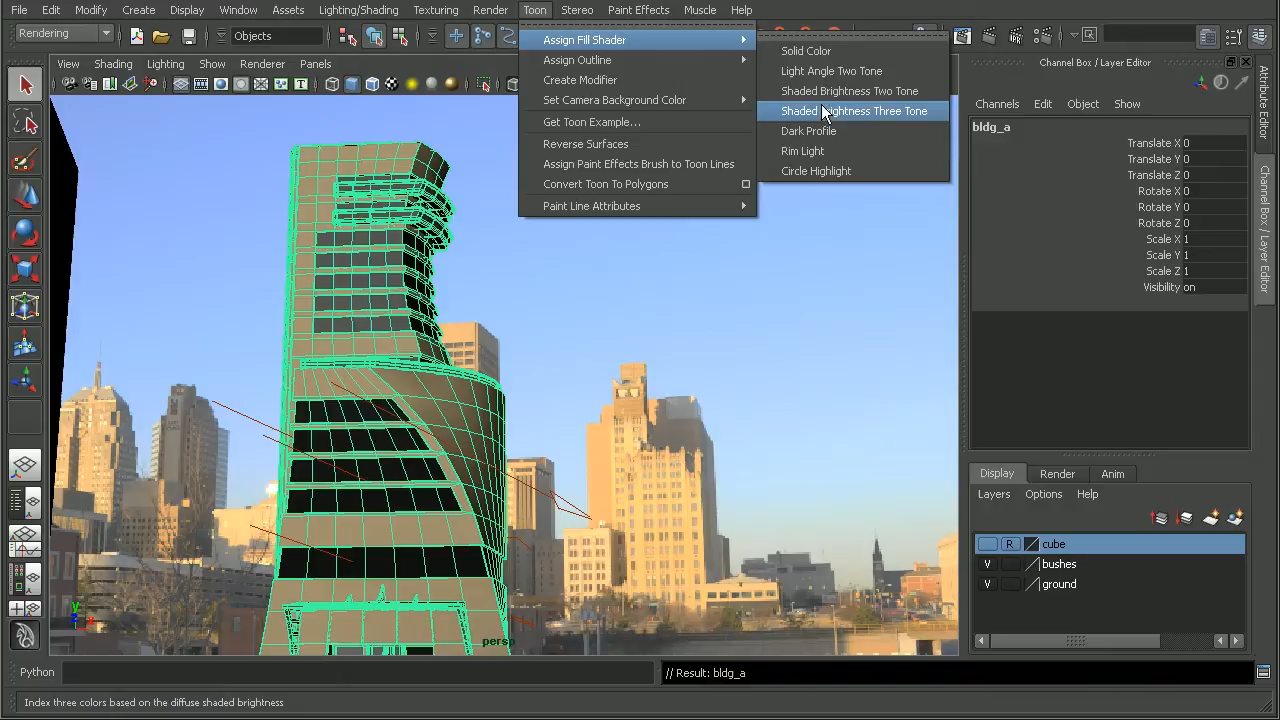 File Edit Modify Create Display Window Assets Lighting/Shading Texturing Render Toon Stereo Paint Effects Muscle Help
Rendering Objects
View Shading Lighting Show Renderer Panels
Assign Fill Shader
Assign Outline
Create Modifier
Set Camera Background Color
Get Toon Example...
Reverse Surfaces
Assign Paint Effects Brush to Toon Lines
Convert Toon To Polygons
Paint Line Attributes
Solid Color
Light Angle Two Tone
Shaded Brightness Two Tone
Shaded Brightness Three Tone
Dark Profile
Rim Light
Circle Highlight
Channel Box / Layer Editor
Channels Edit Object Show
bldg_a
Translate X 0
Translate Y 0
Translate Z 0
Rotate X 0
Rotate Y 0
Rotate Z 0
Scale X 1
Scale Y 1
Scale Z 1
Visibility on
Attribute Editor
Channel Box / Layer Editor
Display Render Anim
Layers Options Help
R cube
V bushes
V ground
y
z x
persp
Python
// Result: bldg_a
Index three colors based on the diffuse shaded brightness